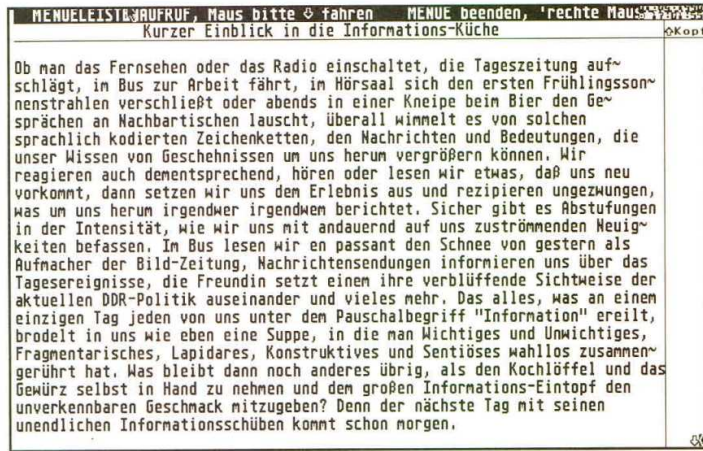 MENUELEISTE AUFRUF, Maus bitte ⇩ fahren MENUE beenden, 'rechte Maus
Kurzer Einblick in die Informations-Küche
⇧Kopf
Ob man das Fernsehen oder das Radio einschaltet, die Tageszeitung auf~
schlägt, im Bus zur Arbeit fährt, im Hörsaal sich den ersten Frühlingsson~
nenstrahlen verschließt oder abends in einer Kneipe beim Bier den Ge~
sprächen an Nachbartischen lauscht, überall wimmelt es von solchen
sprachlich kodierten Zeichenketten, den Nachrichten und Bedeutungen, die
unser Wissen von Geschehnissen um uns herum vergrößern können. Wir
reagieren auch dementsprechend, hören oder lesen wir etwas, daß uns neu
vorkommt, dann setzen wir uns dem Erlebnis aus und rezipieren ungezwungen,
was um uns herum irgendwer irgendwem berichtet. Sicher gibt es Abstufungen
in der Intensität, wie wir uns mit andauernd auf uns zuströmmenden Neuig~
keiten befassen. Im Bus lesen wir en passant den Schnee von gestern als
Aufmacher der Bild-Zeitung, Nachrichtensendungen informieren uns über das
Tagesereignisse, die Freundin setzt einem ihre verblüffende Sichtweise der
aktuellen DDR-Politik auseinander und vieles mehr. Das alles, was an einem
einzigen Tag jeden von uns unter dem Pauschalbegriff "Information" ereilt,
brodelt in uns wie eben eine Suppe, in die man Wichtiges und Unwichtiges,
Fragmentarisches, Lapidares, Konstruktives und Sentiöses wahllos zusammen~
gerührt hat. Was bleibt dann noch anderes übrig, als den Kochlöffel und das
Gewürz selbst in Hand zu nehmen und dem großen Informations-Eintopf den
unverkennbaren Geschmack mitzugeben? Denn der nächste Tag mit seinen
unendlichen Informationsschüben kommt schon morgen.